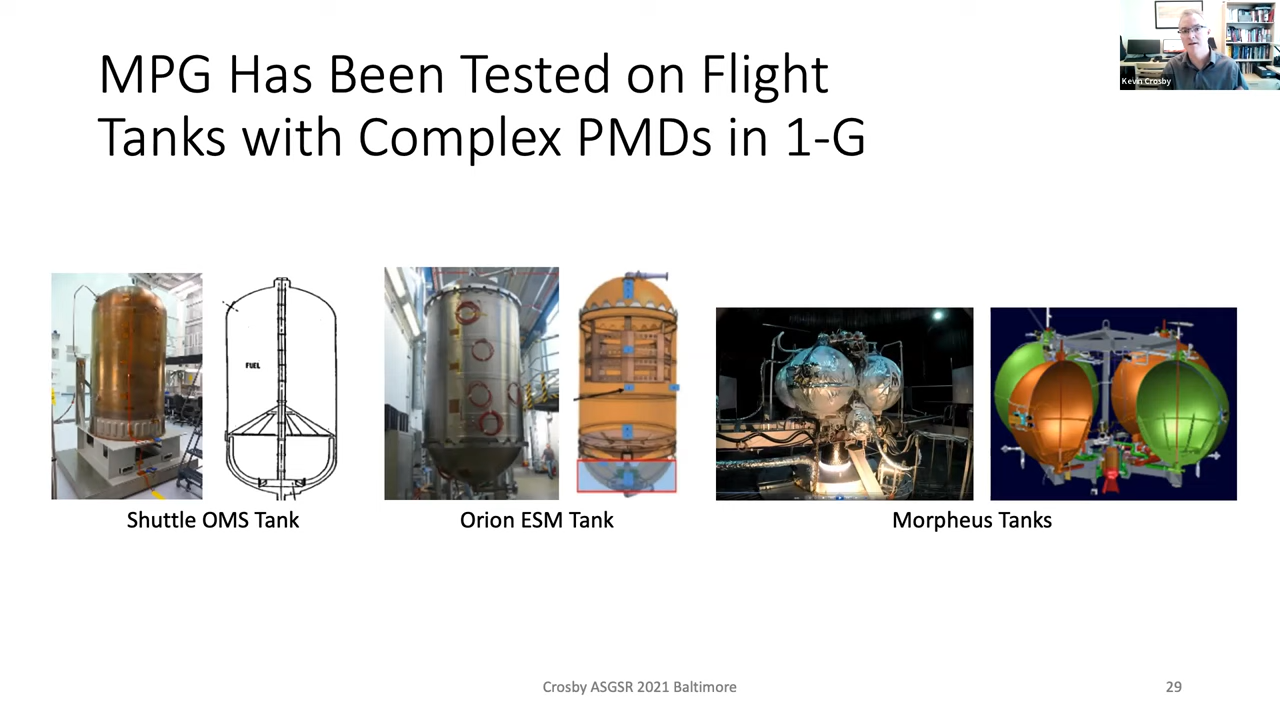 MPG Has Been Tested on Flight
Tanks with Complex PMDs in 1-G
Kevin Crosby
FUEL
Shuttle OMS Tank
Orion ESM Tank
Morpheus Tanks
Crosby ASGSR 2021 Baltimore
29